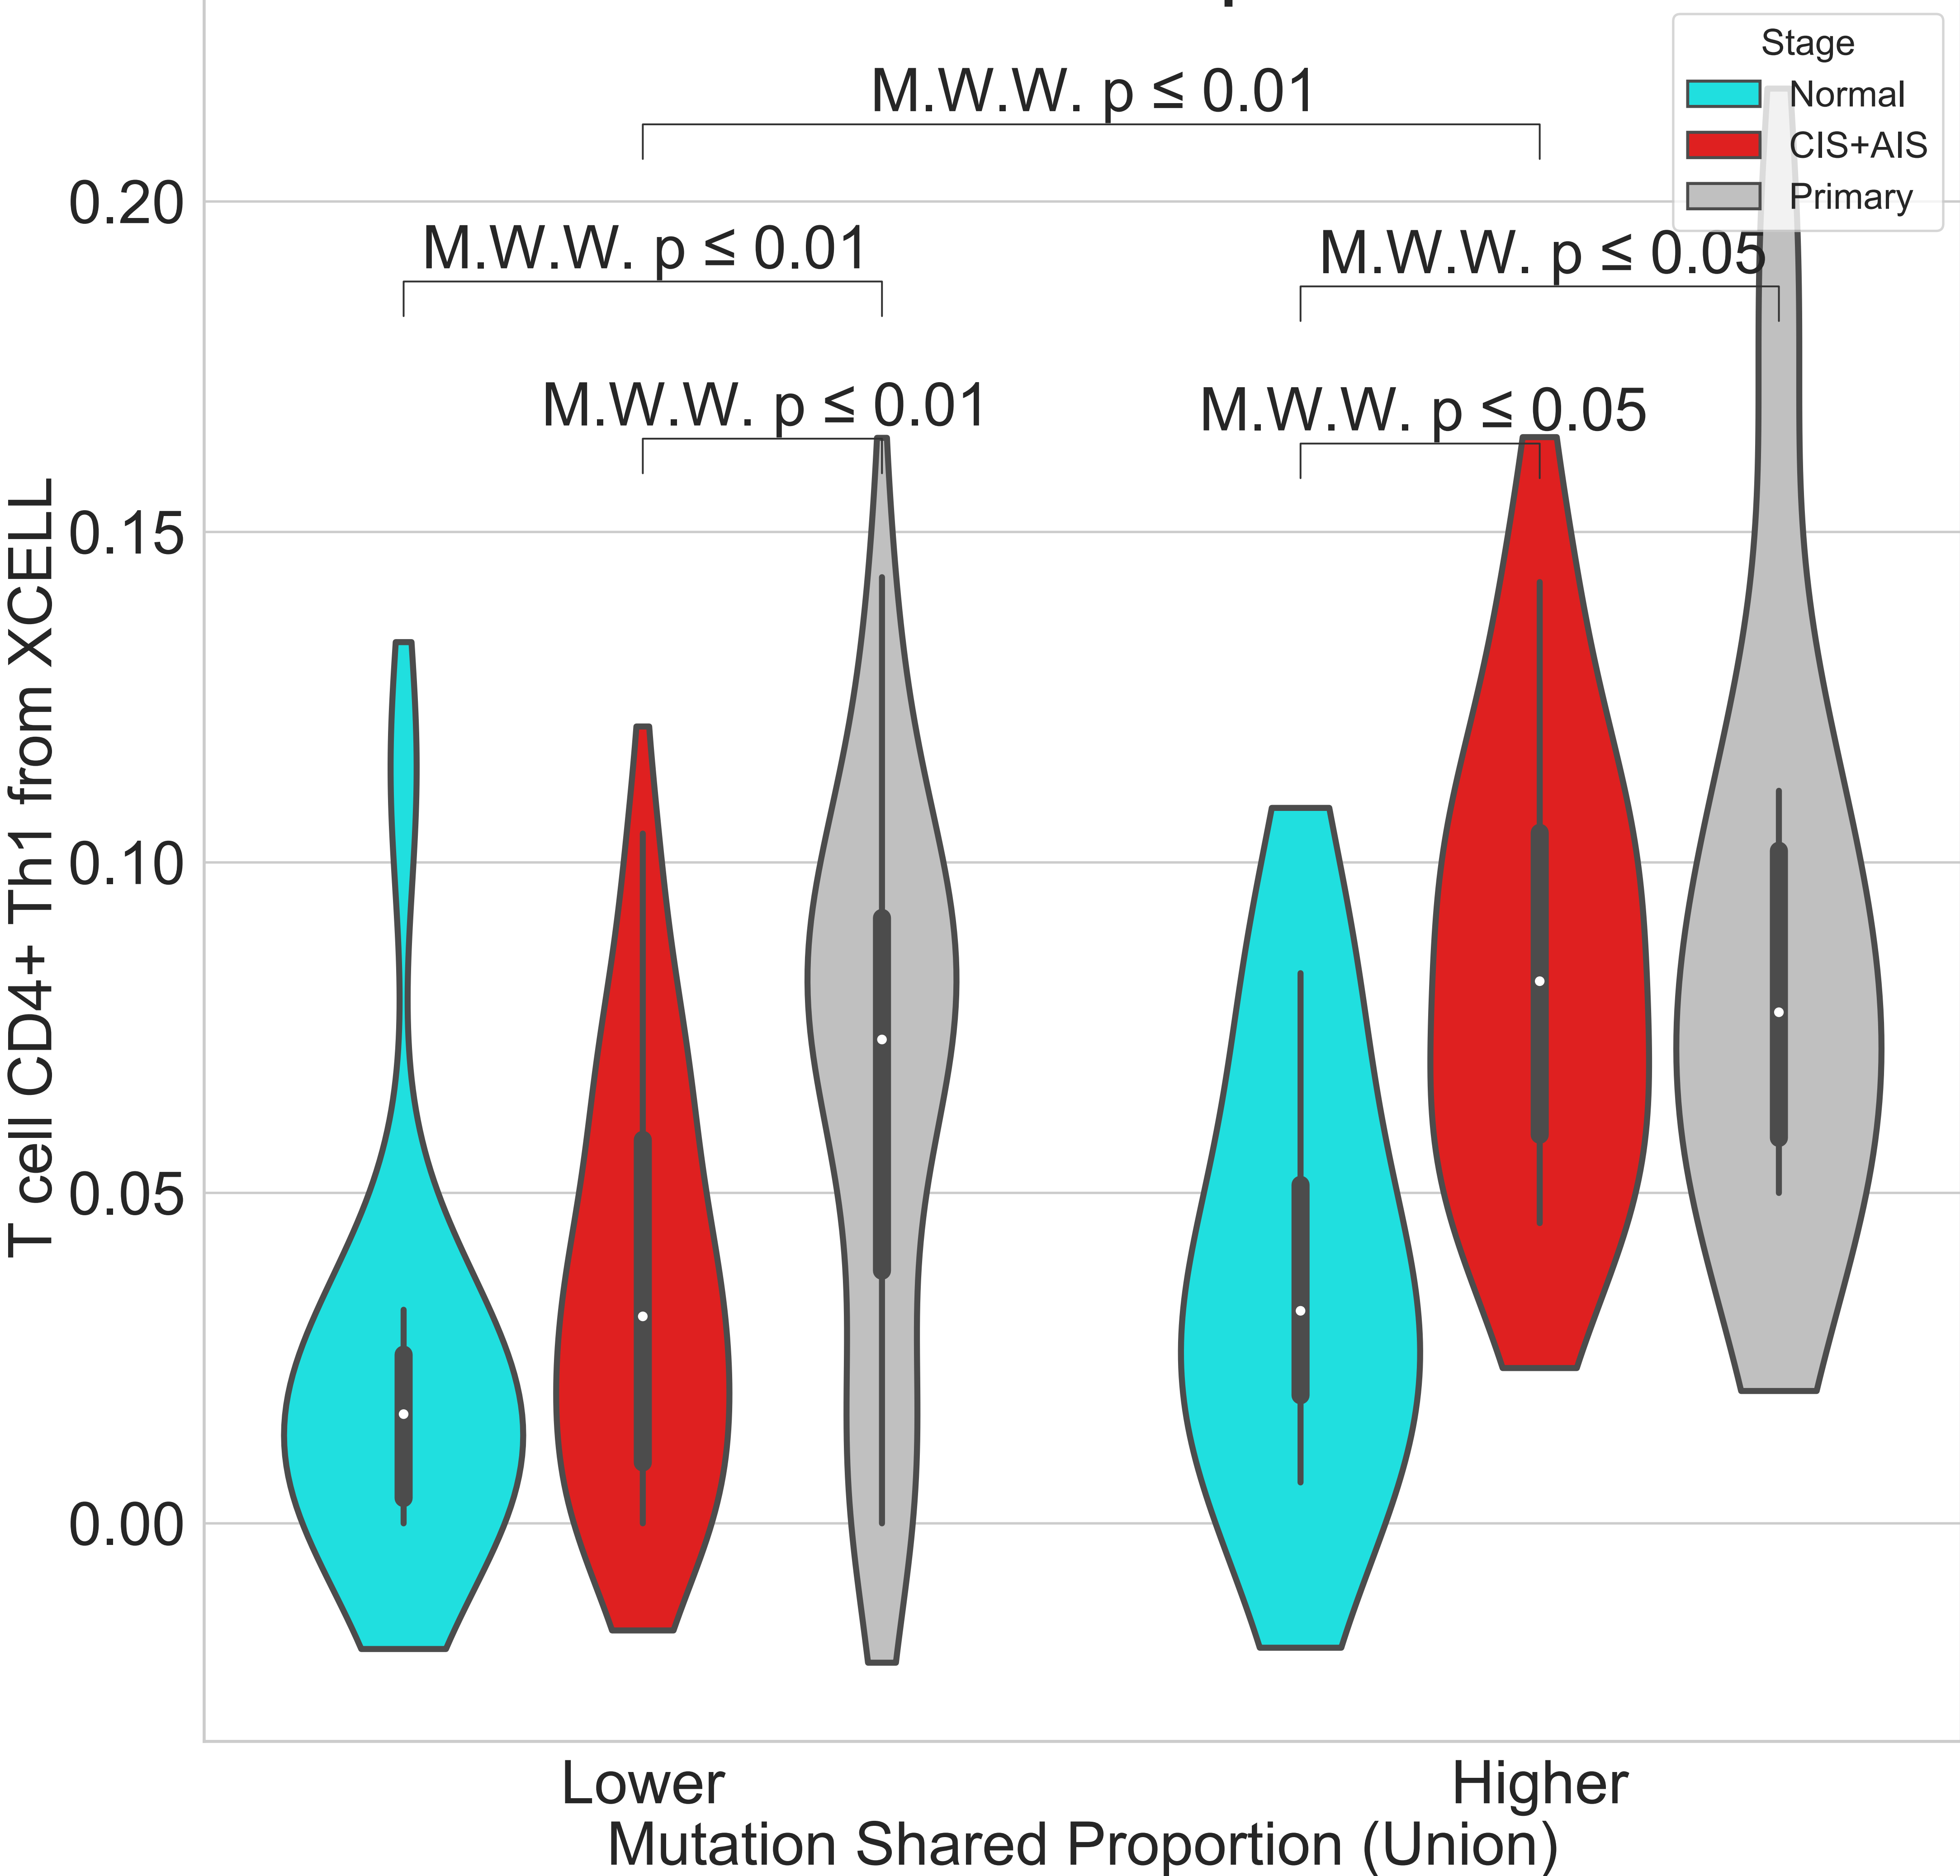 Stage
Normal
CIS+AIS
Primary
M.W.W. p ≤ 0.01
M.W.W. p ≤ 0.01
M.W.W. p ≤ 0.05
M.W.W. p ≤ 0.01
M.W.W. p ≤ 0.05
T cell CD4+ Th1 from XCELL
0.20
0.15
0.10
0.05
0.00
Lower
Higher
Mutation Shared Proportion (Union)